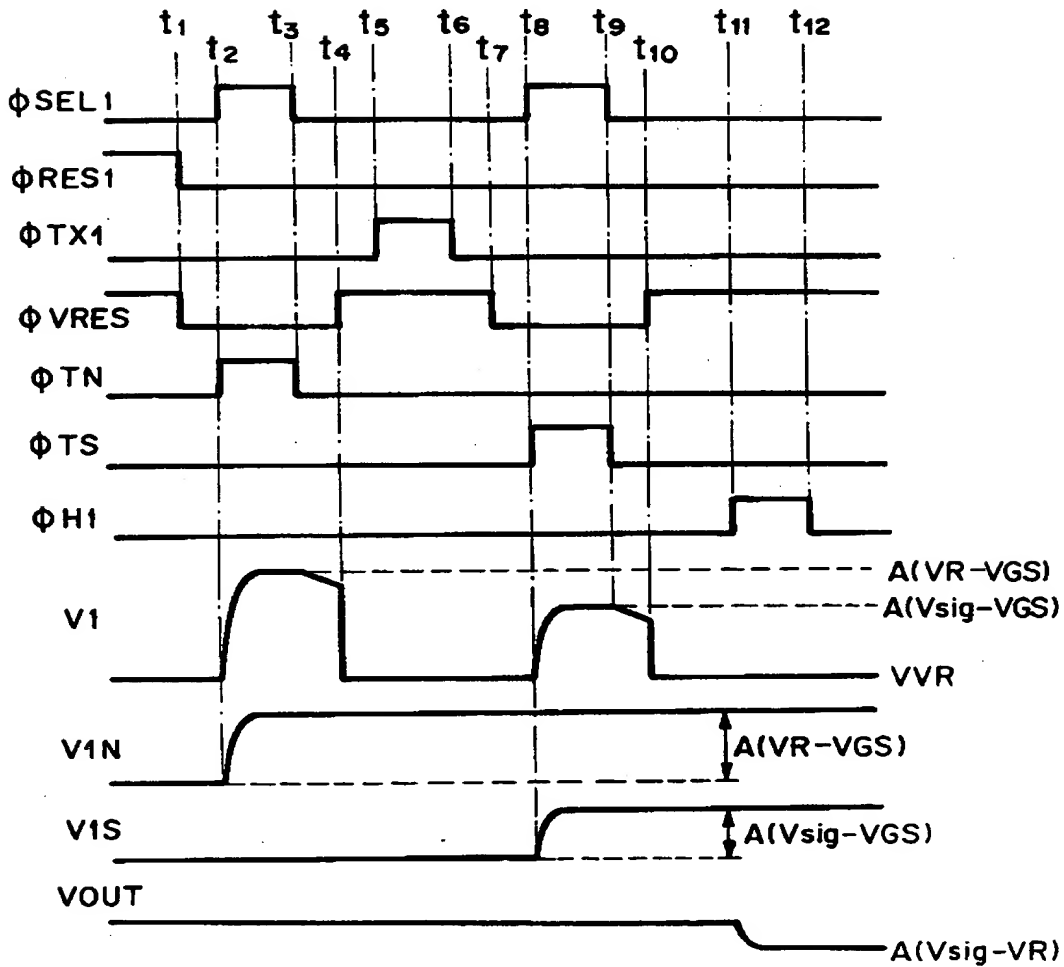 t1 t3 t5 t6 t8 t9 t11 t12
t2 t4 t7 t10
ΦSEL1
ΦRES1
ΦTX1
ΦVRES
ΦTN
ΦTS
ΦH1
A(VR-VGS)
A(Vsig-VGS)
V1
VVR
V1N
A(VR-VGS)
V1S
A(Vsig-VGS)
VOUT
A(Vsig-VR)